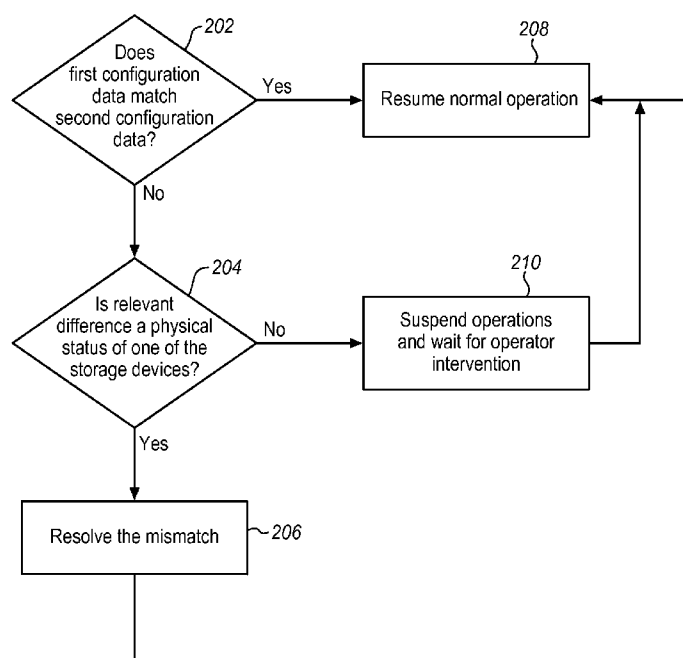 202
Does
first configuration
data match
second configuration
data?
Yes
208
Resume normal operation
No
204
Is relevant
difference a physical
status of one of the
storage devices?
No
210
Suspend operations
and wait for operator
intervention
Yes
Resolve the mismatch
206